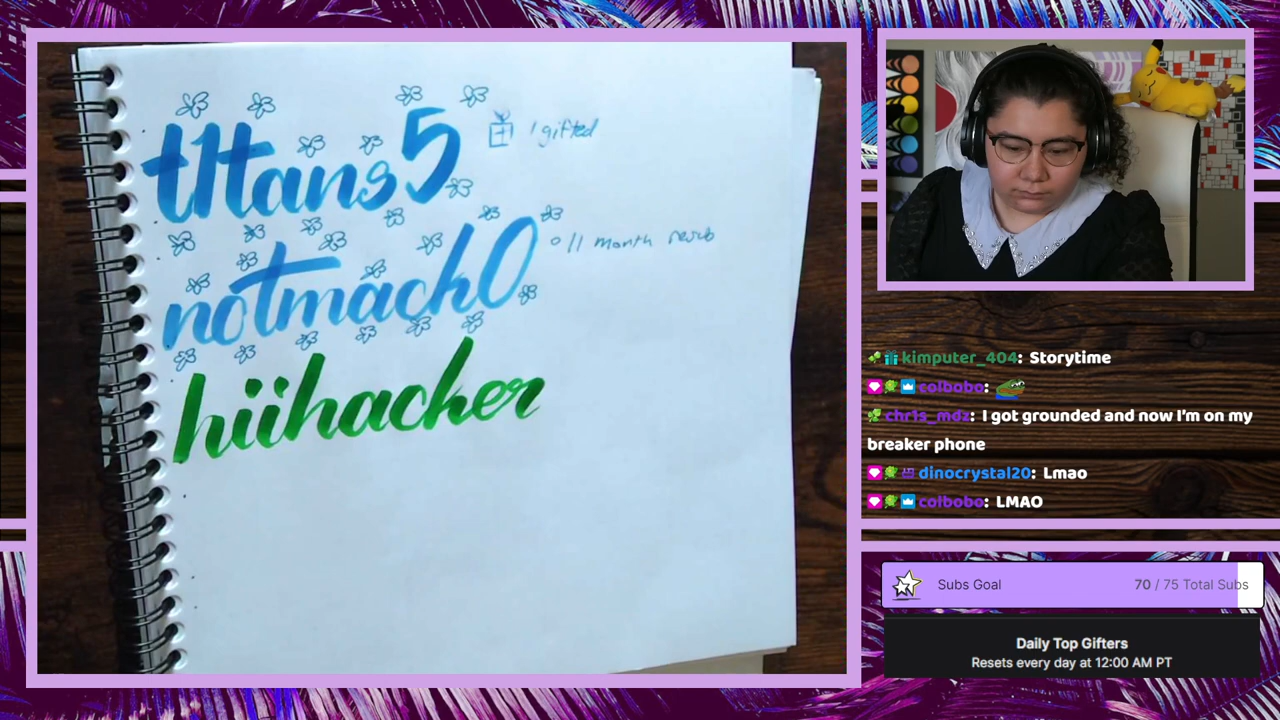 t1tans5
1 gifted
notmach0
11 month resub
hiihacker
kimputer_404: Storytime
colbobo:
chr1s_mdz: I got grounded and now I'm on my
breaker phone
dinocrystal20: Lmao
colbobo: LMAO
Subs Goal 70 / 75 Total Subs
Daily Top Gifters
Resets every day at 12:00 AM PT